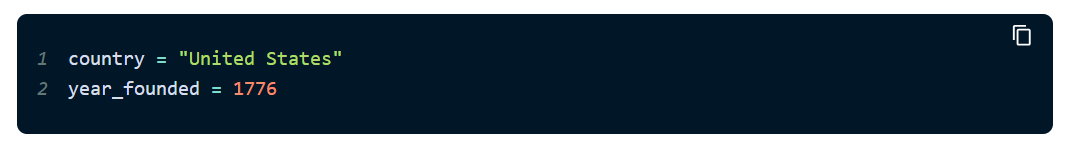 1 country = "United States"
2 year_founded = 1776